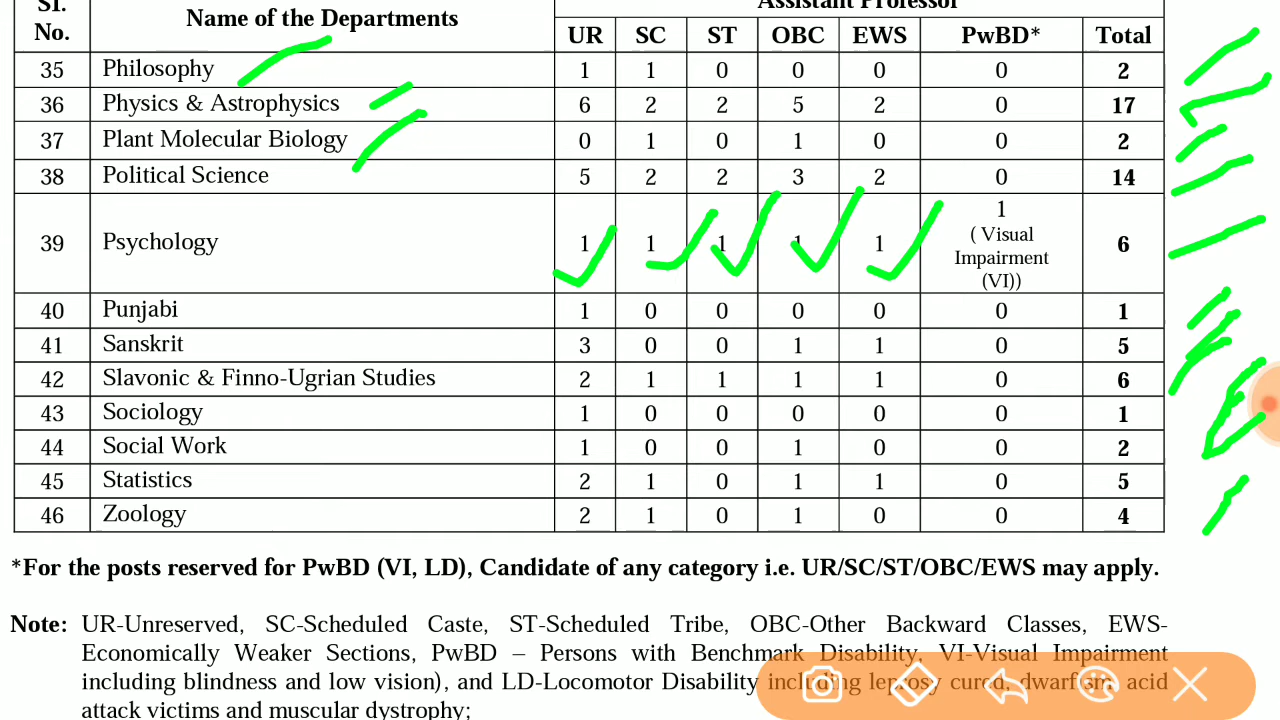 Sl. Assistant Professor
No. Name of the Departments
UR SC ST OBC EWS PwBD* Total
35 Philosophy 1 1 0 0 0 0 2
36 Physics & Astrophysics 6 2 2 5 2 0 17
37 Plant Molecular Biology 0 1 0 1 0 0 2
38 Political Science 5 2 2 3 2 0 14
39 Psychology 1 1 1 1 1 1 ( Visual Impairment (VI)) 6
40 Punjabi 1 0 0 0 0 0 1
41 Sanskrit 3 0 0 1 1 0 5
42 Slavonic & Finno-Ugrian Studies 2 1 1 1 1 0 6
43 Sociology 1 0 0 0 0 0 1
44 Social Work 1 0 0 1 0 0 2
45 Statistics 2 1 0 1 1 0 5
46 Zoology 2 1 0 1 0 0 4
*For the posts reserved for PwBD (VI, LD), Candidate of any category i.e. UR/SC/ST/OBC/EWS may apply.
Note: UR-Unreserved, SC-Scheduled Caste, ST-Scheduled Tribe, OBC-Other Backward Classes, EWS-
Economically Weaker Sections, PwBD – Persons with Benchmark Disability, VI-Visual Impairment
including blindness and low vision), and LD-Locomotor Disability including leprosy cured, dwarfism, acid
attack victims and muscular dystrophy;